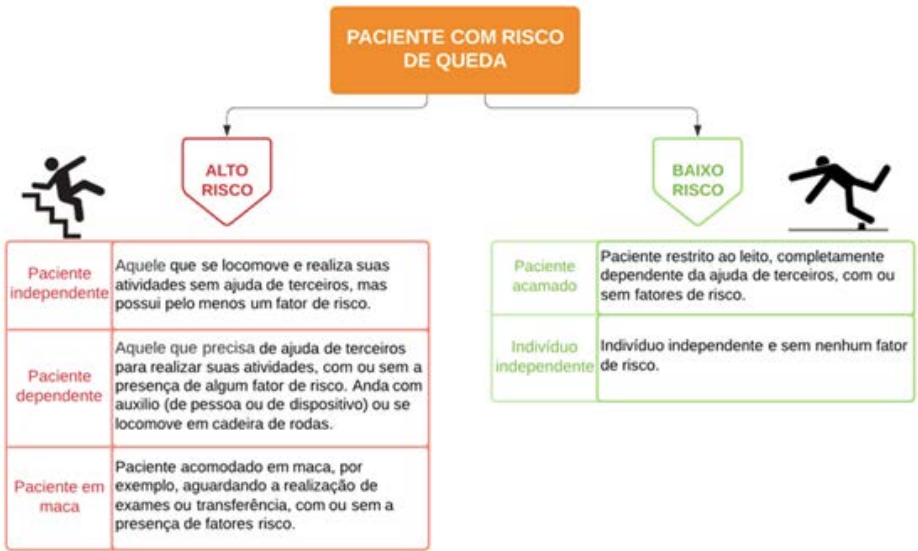 PACIENTE COM RISCO
DE QUEDA
ALTO
RISCO
Paciente
independente
Aquele que se locomove e realiza suas
atividades sem ajuda de terceiros, mas
possui pelo menos um fator de risco.
Paciente
dependente
Aquele que precisa de ajuda de terceiros
para realizar suas atividades, com ou sem a
presença de algum fator de risco. Anda com
auxilio (de pessoa ou de dispositivo) ou se
locomove em cadeira de rodas.
Paciente em
maca
Paciente acomodado em maca, por
exemplo, aguardando a realização de
exames ou transferência, com ou sem a
presença de fatores risco.
BAIXO
RISCO
Paciente
acamado
Paciente restrito ao leito, completamente
dependente da ajuda de terceiros, com ou
sem fatores de risco.
Indivíduo
independente
Indivíduo independente e sem nenhum fator
de risco.